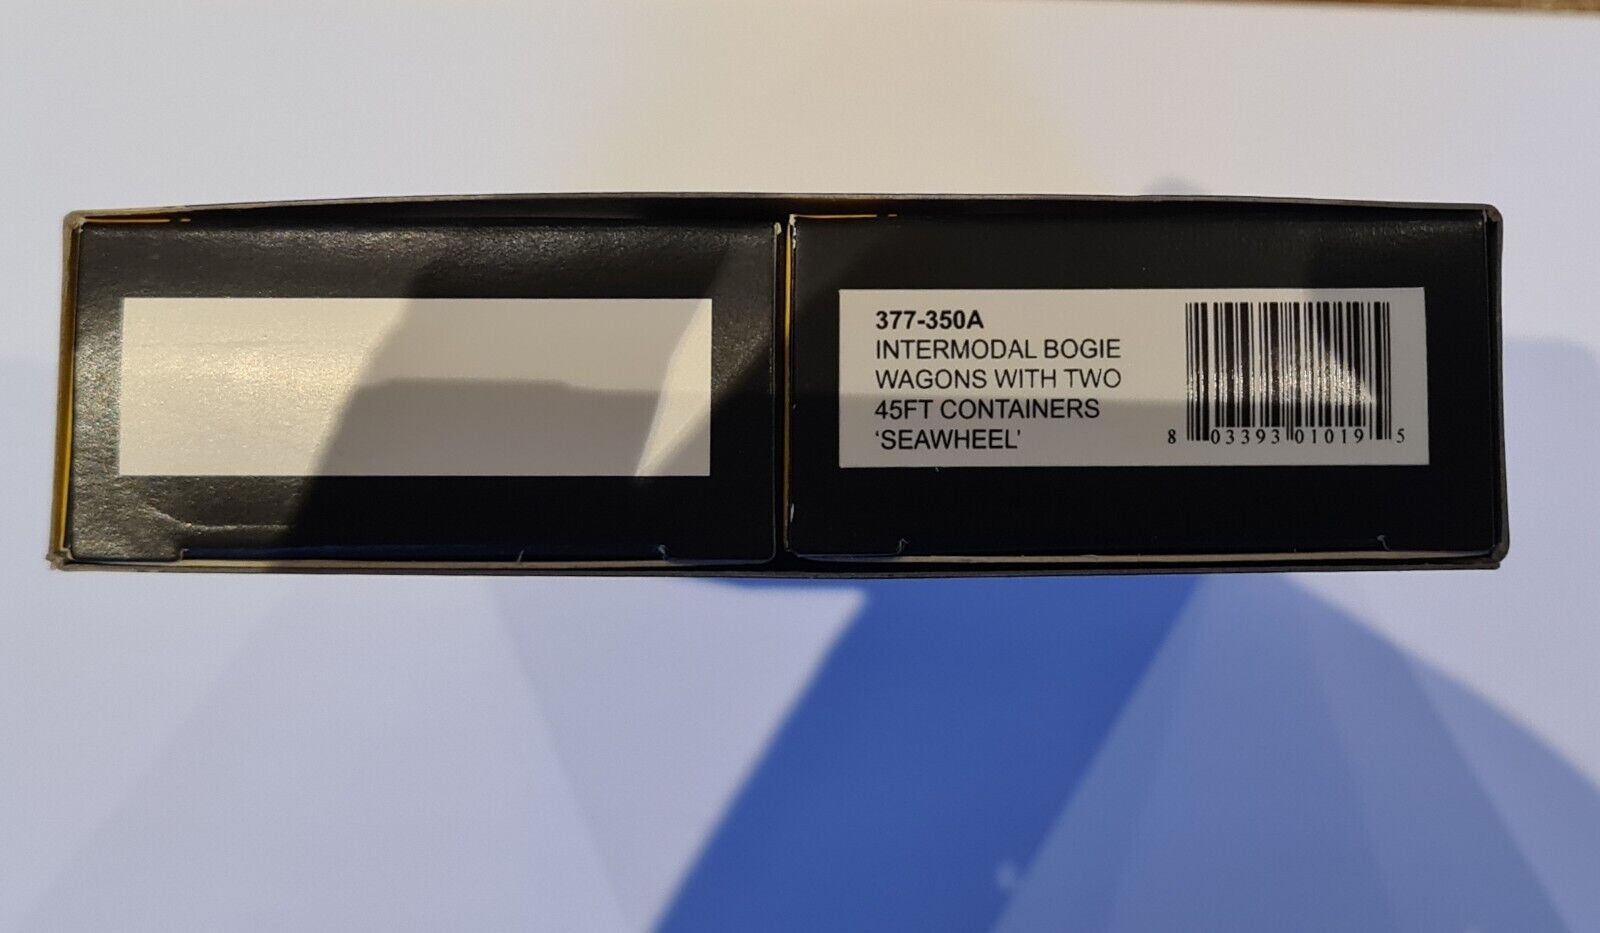 377-350A
INTERMODAL BOGIE
WAGONS WITH TWO
45FT CONTAINERS
‘SEAWHEEL’
8 03393 01019 5